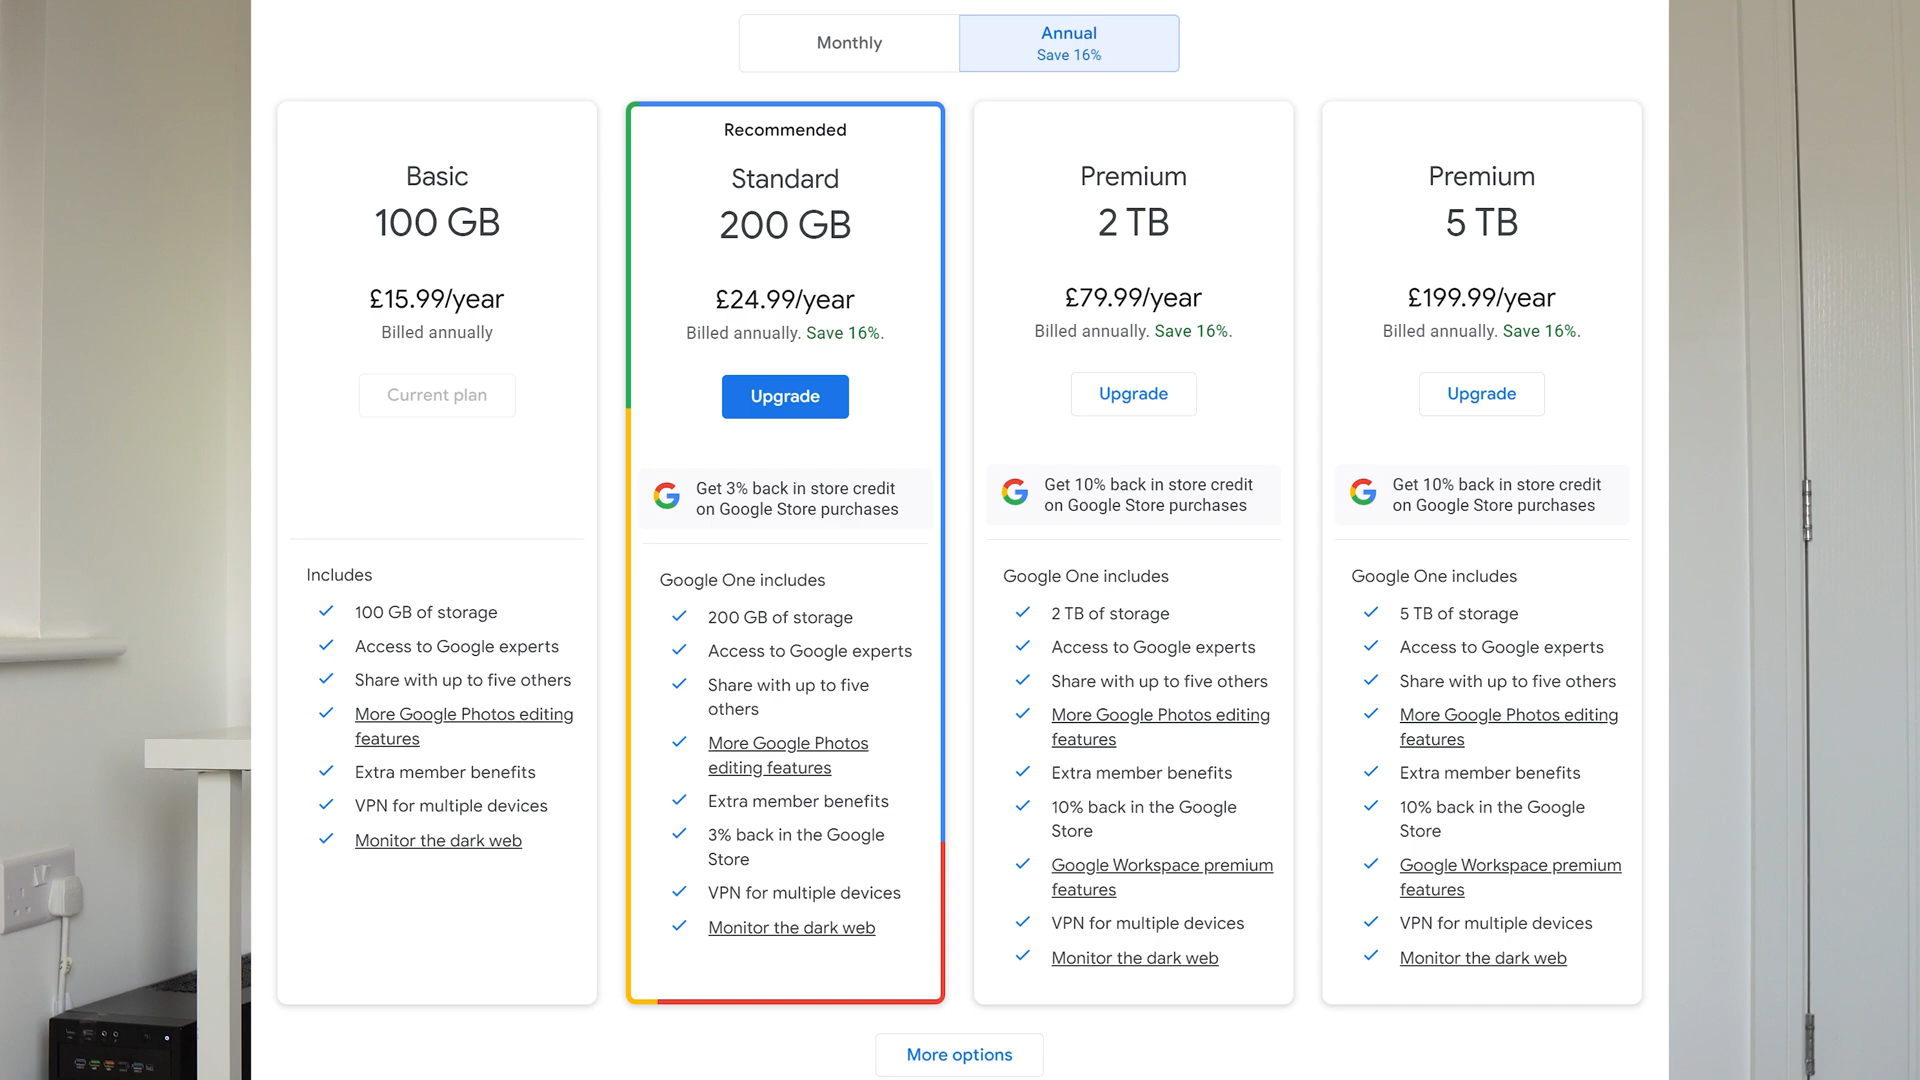 Monthly
Annual
Save 16%
Basic
100 GB
£15.99/year
Billed annually
Current plan
Includes
100 GB of storage
Access to Google experts
Share with up to five others
More Google Photos editing
features
Extra member benefits
VPN for multiple devices
Monitor the dark web
Recommended
Standard
200 GB
£24.99/year
Billed annually. Save 16%.
Upgrade
Get 3% back in store credit
on Google Store purchases
Google One includes
200 GB of storage
Access to Google experts
Share with up to five
others
More Google Photos
editing features
Extra member benefits
3% back in the Google
Store
VPN for multiple devices
Monitor the dark web
Premium
2 TB
£79.99/year
Billed annually. Save 16%.
Upgrade
Get 10% back in store credit
on Google Store purchases
Google One includes
2 TB of storage
Access to Google experts
Share with up to five others
More Google Photos editing
features
Extra member benefits
10% back in the Google
Store
Google Workspace premium
features
VPN for multiple devices
Monitor the dark web
Premium
5 TB
£199.99/year
Billed annually. Save 16%.
Upgrade
Get 10% back in store credit
on Google Store purchases
Google One includes
5 TB of storage
Access to Google experts
Share with up to five others
More Google Photos editing
features
Extra member benefits
10% back in the Google
Store
Google Workspace premium
features
VPN for multiple devices
Monitor the dark web
More options